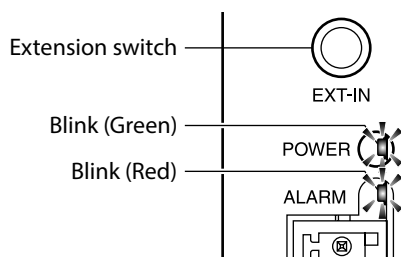 Extension switch
EXT-IN
Blink (Green)
POWER
Blink (Red)
ALARM